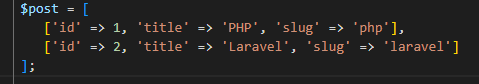 $post = [
['id' => 1, 'title' => 'PHP', 'slug' => 'php'],
['id' => 2, 'title' => 'Laravel', 'slug' => 'laravel']
];